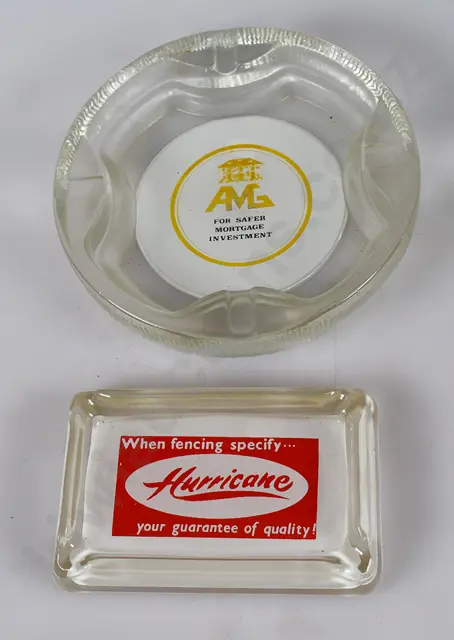 AMG
FOR SAFER
MORTGAGE
INVESTMENT
When fencing specify...
Hurricane
your guarantee of quality!